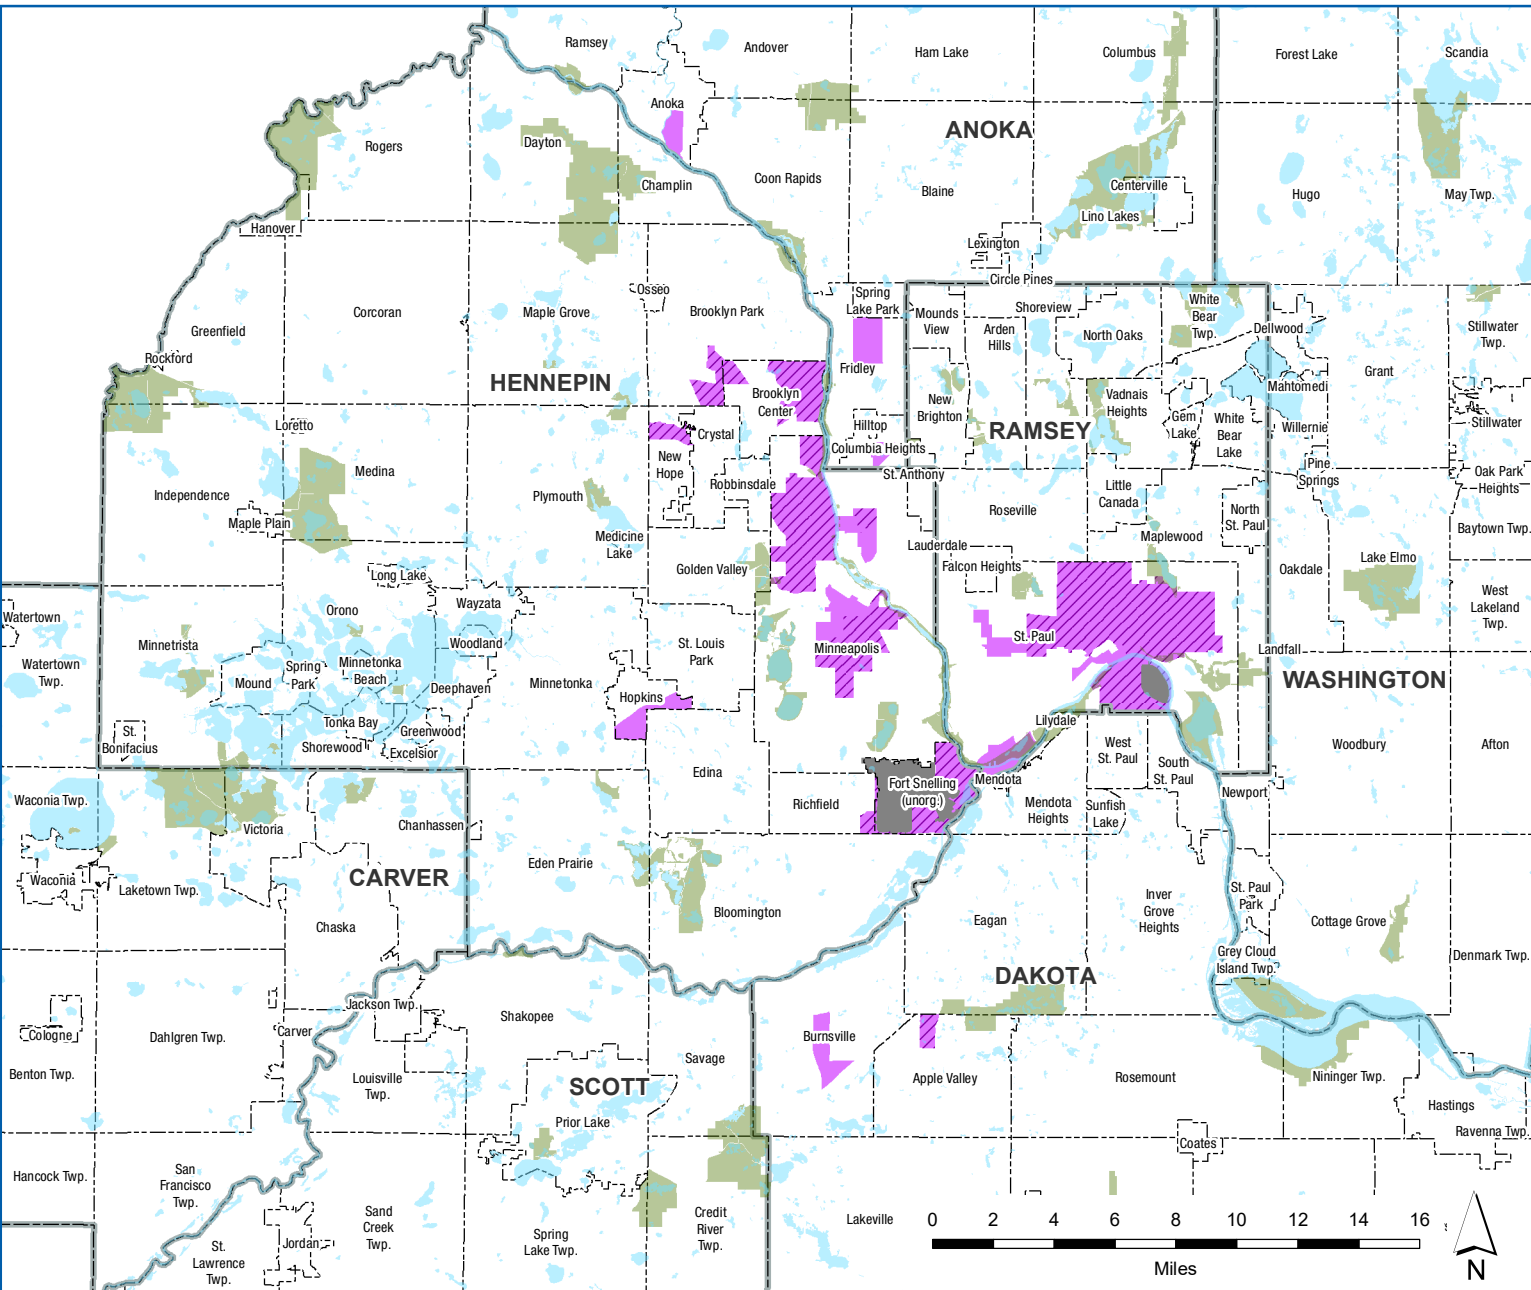 Ramsey
Andover
Ham Lake
Columbus
Forest Lake
Scandia
Anoka
ANOKA
Rogers
Dayton
Champlin
Coon Rapids
Blaine
Centerville
Lino Lakes
Hugo
May Twp.
Hanover
Lexington
Circle Pines
Osseo
Spring
Lake Park
Greenfield
Corcoran
Maple Grove
Brooklyn Park
Mounds
View
Arden
Hills
Shoreview
North Oaks
White
Bear
Twp.
Dellwood
Stillwater
Twp.
Rockford
HENNEPIN
Brooklyn
Center
Fridley
Mahtomedi
Grant
New
Brighton
Vadnais
Heights
Gem
Lake
White
Bear
Lake
Willernie
Stillwater
Loretto
Crystal
Hilltop
Columbia Heights
RAMSEY
Medina
New
Hope
Robbinsdale
St. Anthony
Pine
Springs
Oak Park
Heights
Independence
Maple Plain
Plymouth
Medicine
Lake
Roseville
Little
Canada
North
St. Paul
Baytown Twp.
Golden Valley
Lauderdale
Falcon Heights
Maplewood
Oakdale
Lake Elmo
Long Lake
West
Lakeland
Twp.
Watertown
Orono
Wayzata
Minnetrista
Woodland
St. Louis
Park
Minneapolis
St. Paul
Landfall
Watertown
Twp.
Mound
Spring
Park
Minnetonka
Beach
Deephaven
Minnetonka
Hopkins
WASHINGTON
St.
Bonifacius
Tonka Bay
Greenwood
Shorewood
Excelsior
Lilydale
West
St. Paul
South
St. Paul
Woodbury
Afton
Edina
Richfield
Fort Snelling
(unorg.)
Mendota
Mendota
Heights
Sunfish
Lake
Newport
Waconia Twp.
Victoria
Chanhassen
Waconia
Laketown Twp.
CARVER
Eden Prairie
Bloomington
Chaska
Eagan
Inver
Grove
Heights
St. Paul
Park
Cottage Grove
Grey Cloud
Island Twp.
Denmark Twp.
DAKOTA
Jackson Twp.
Cologne
Dahlgren Twp.
Carver
Shakopee
Savage
Burnsville
Benton Twp.
Louisville
Twp.
SCOTT
Apple Valley
Rosemount
Nininger Twp.
Prior Lake
Hastings
Ravenna Twp.
Coates
Hancock Twp.
San
Francisco
Twp.
Sand
Creek
Twp.
Spring
Lake Twp.
Credit
River
Twp.
Lakeville
St.
Lawrence
Twp.
Jordan
0 2 4 6 8 10 12 14 16
Miles
N